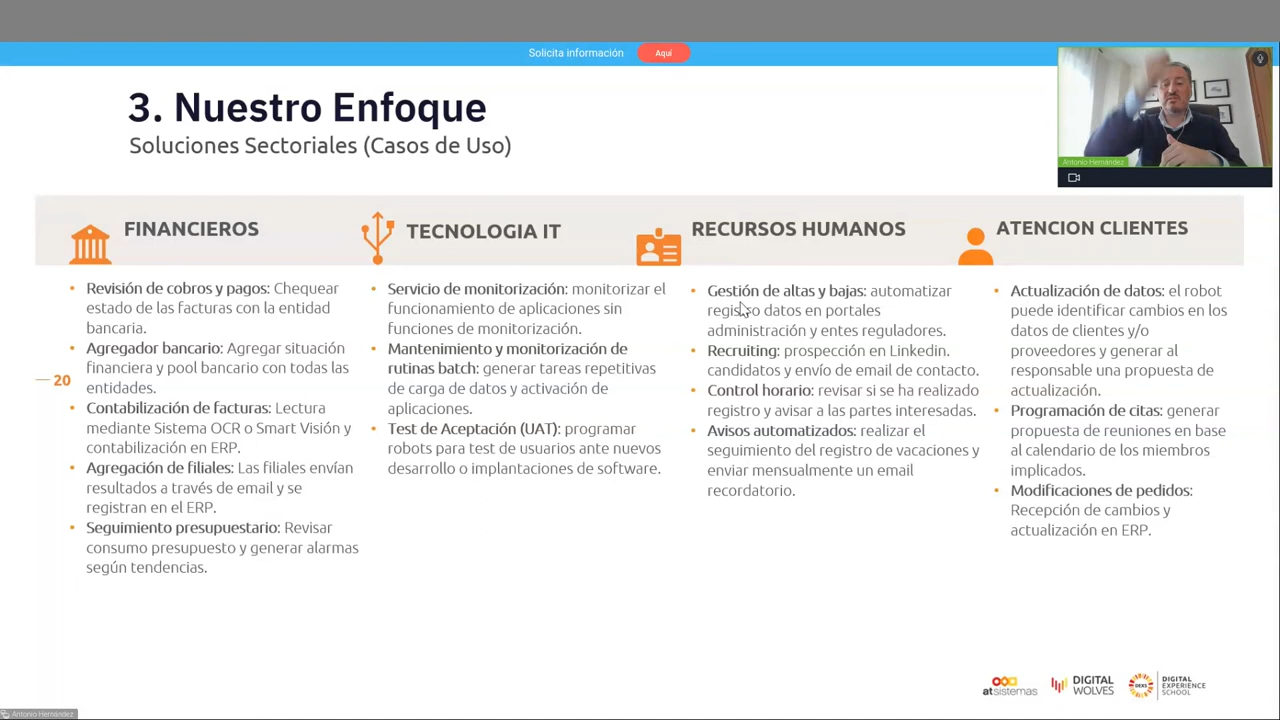 Solicita información
Aquí
3. Nuestro Enfoque
Soluciones Sectoriales (Casos de Uso)
Antonio Hernández
FINANCIEROS
• Revisión de cobros y pagos: Chequear
estado de las facturas con la entidad
bancaria.
• Agregador bancario: Agregar situación
financiera y pool bancario con todas las
entidades.
• Contabilización de facturas: Lectura
mediante Sistema OCR o Smart Visión y
contabilización en ERP.
• Agregación de filiales: Las filiales envían
resultados a través de email y se
registran en el ERP.
• Seguimiento presupuestario: Revisar
consumo presupuesto y generar alarmas
según tendencias.
TECNOLOGIA IT
• Servicio de monitorización: monitorizar el
funcionamiento de aplicaciones sin
funciones de monitorización.
• Mantenimiento y monitorización de
rutinas batch: generar tareas repetitivas
de carga de datos y activación de
aplicaciones.
• Test de Aceptación (UAT): programar
robots para test de usuarios ante nuevos
desarrollo o implantaciones de software.
RECURSOS HUMANOS
• Gestión de altas y bajas: automatizar
registro datos en portales
administración y entes reguladores.
• Recruiting: prospección en Linkedin.
candidatos y envío de email de contacto.
• Control horario: revisar si se ha realizado
registro y avisar a las partes interesadas.
• Avisos automatizados: realizar el
seguimiento del registro de vacaciones y
enviar mensualmente un email
recordatorio.
ATENCION CLIENTES
• Actualización de datos: el robot
puede identificar cambios en los
datos de clientes y/o
proveedores y generar al
responsable una propuesta de
actualización.
• Programación de citas: generar
propuesta de reuniones en base
al calendario de los miembros
implicados.
• Modificaciones de pedidos:
Recepción de cambios y
actualización en ERP.
20
atsistemas
DIGITAL
WOLVES
DEXS
DIGITAL
EXPERIENCE
SCHOOL
Antonio Hernández